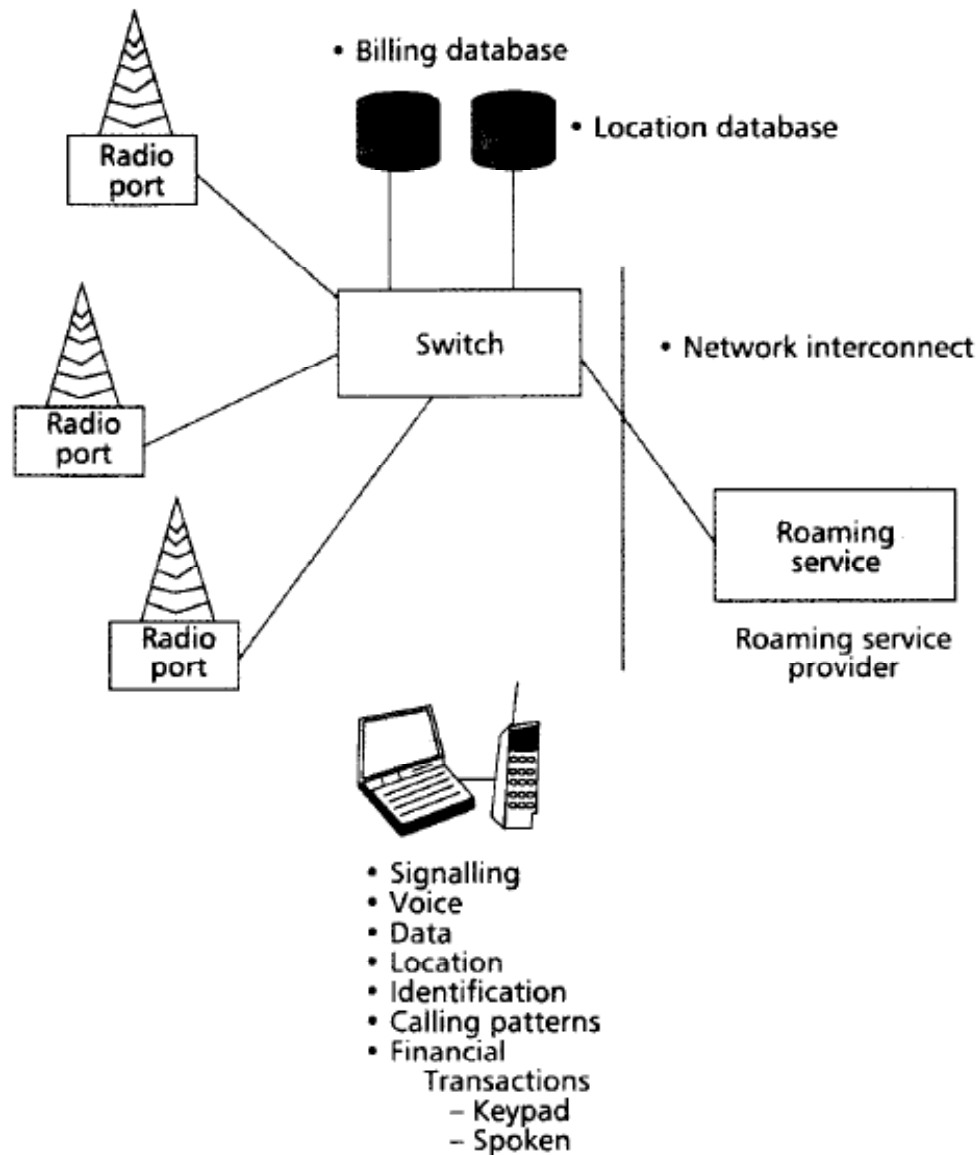 • Billing database
• Location database
Radio
port
Switch
• Network interconnect
Radio
port
Roaming
service
Radio
port
Roaming service
provider
• Signalling
• Voice
• Data
• Location
• Identification
• Calling patterns
• Financial
Transactions
– Keypad
– Spoken